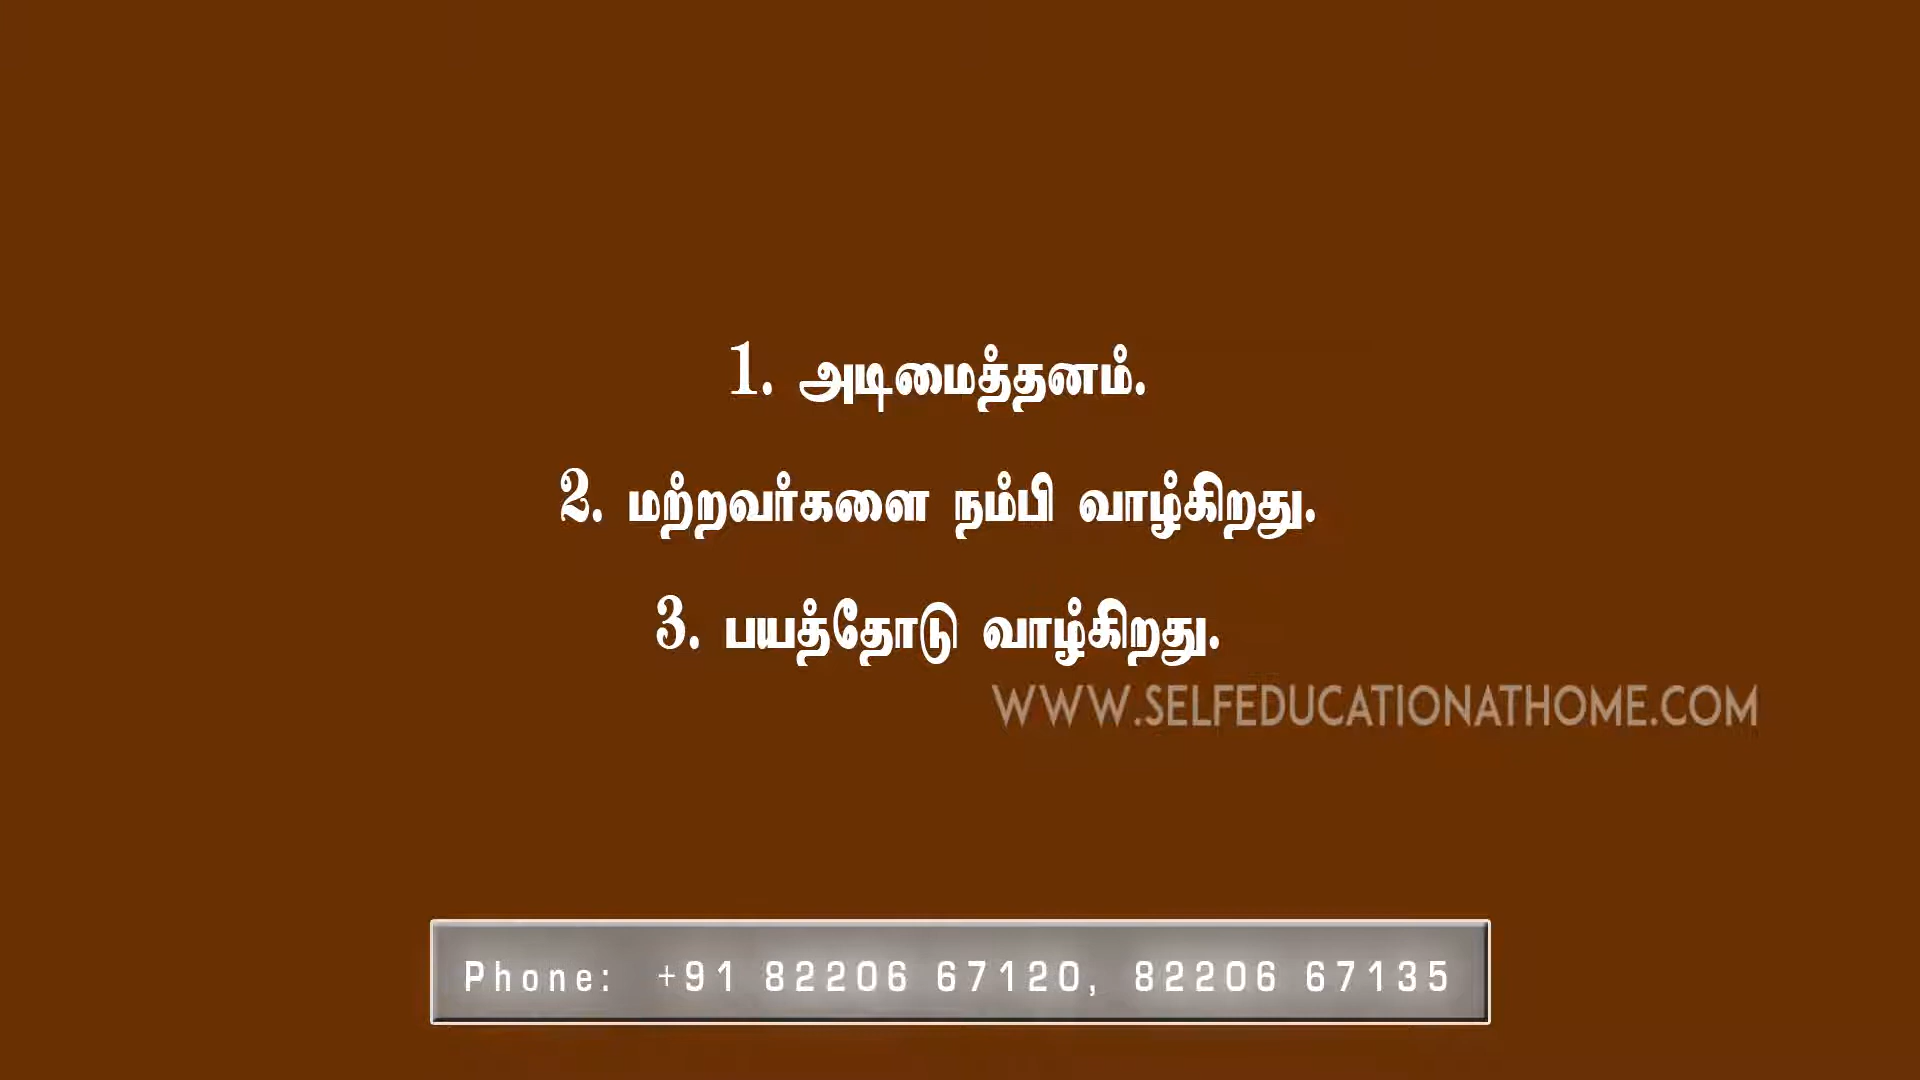 1. அடிமைத்தனம்.
2. மற்றவர்களை நம்பி வாழ்கிறது.
3. பயத்தோடு வாழ்கிறது.
WWW.SELFEDUCATIONATHOME.COM
Phone: +91 82206 67120, 82206 67135